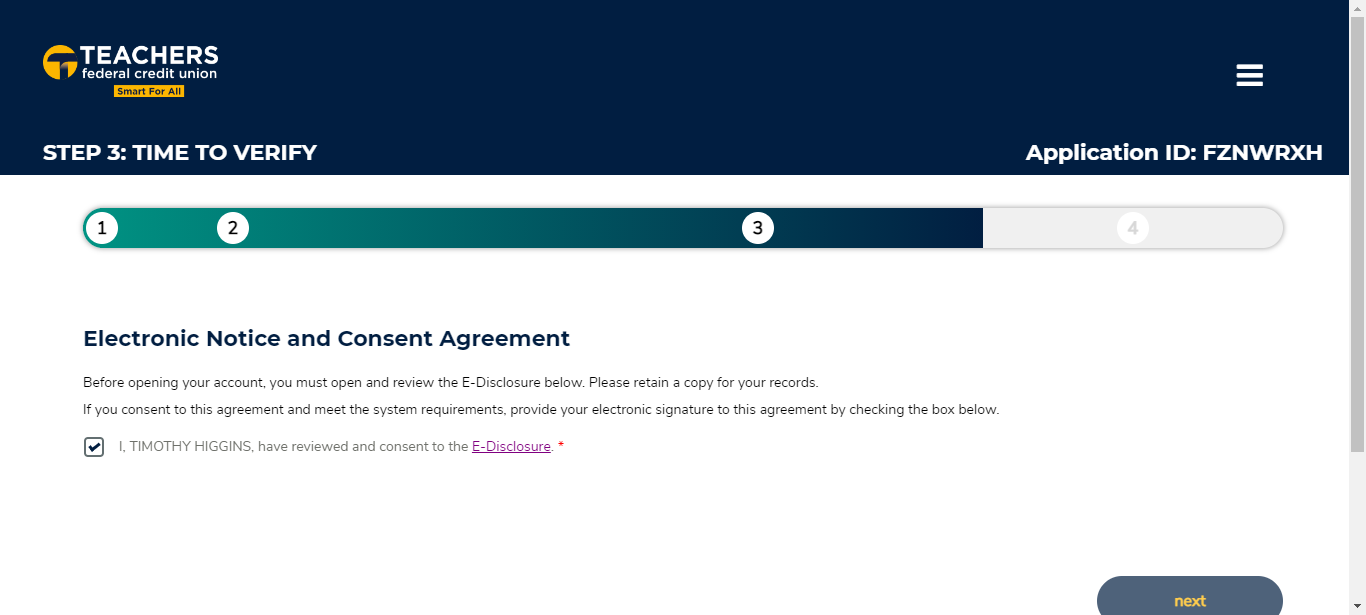 TEACHERS
federal credit union
Smart For All
STEP 3: TIME TO VERIFY
Application ID: FZNWRXH
1
2
3
4
Electronic Notice and Consent Agreement
Before opening your account, you must open and review the E-Disclosure below. Please retain a copy for your records.
If you consent to this agreement and meet the system requirements, provide your electronic signature to this agreement by checking the box below.
I, TIMOTHY HIGGINS, have reviewed and consent to the E-Disclosure. *
next